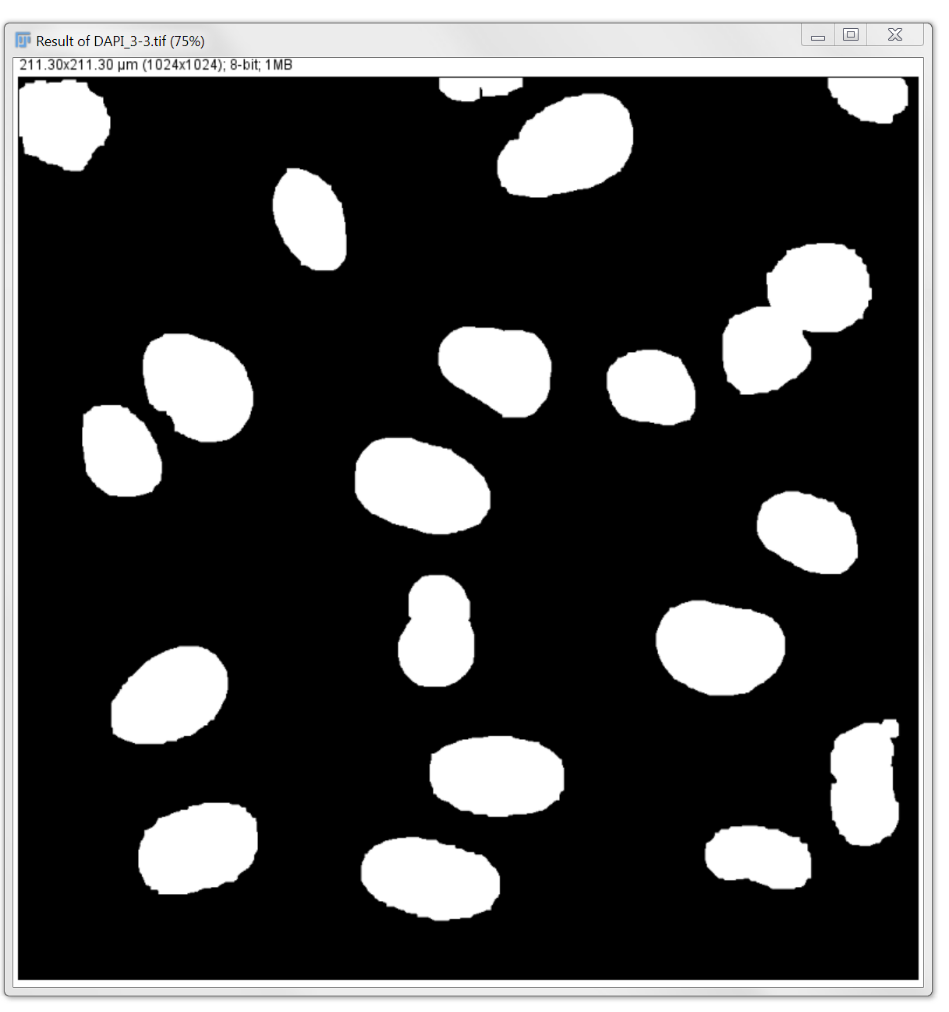 Result of DAPI_3-3.tif (75%)
211.30x211.30 µm (1024x1024); 8-bit; 1MB